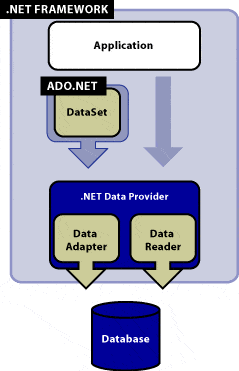 .NET FRAMEWORK
Application
ADO.NET
DataSet
.NET Data Provider
Data
Adapter
Data
Reader
Database